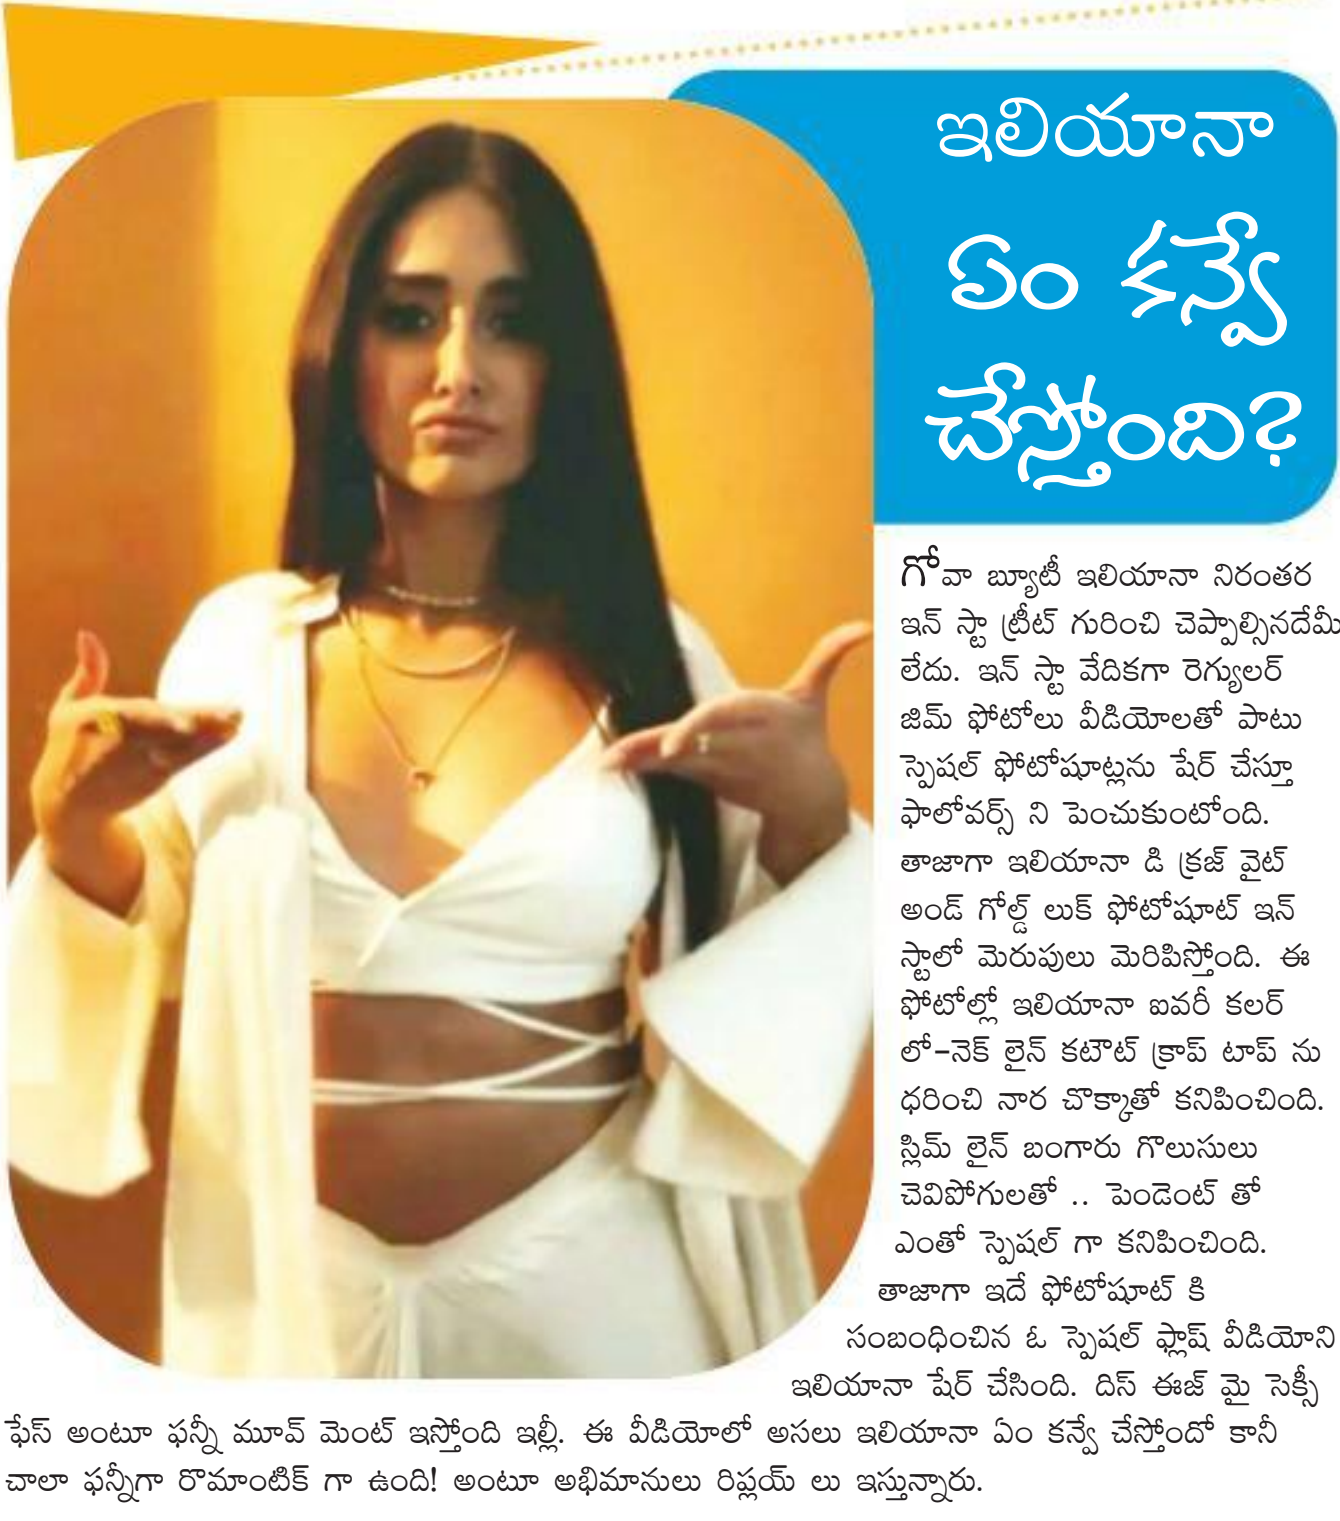 ఇలియానా
ఏం కన్వే
చేస్తోంది?
గోవా బ్యూటీ ఇలియానా నిరంతర
ఇన్ స్టా ట్రీట్ గురించి చెప్పాల్సినదేమీ
లేదు. ఇన్ స్టా వేదికగా రెగ్యులర్
జిమ్ ఫోటోలు వీడియోలతో పాటు
స్పెషల్ ఫోటోషూట్లను షేర్ చేస్తూ
ఫాలోవర్స్ ని పెంచుకుంటోంది.
తాజాగా ఇలియానా డి క్రజ్ వైట్
అండ్ గోల్డ్ లుక్ ఫోటోషూట్ ఇన్
స్టాలో మెరుపులు మెరిపిస్తోంది. ఈ
ఫోటోల్లో ఇలియానా ఐవరీ కలర్
లో-నెక్ లైన్ కటౌట్ క్రాప్ టాప్ ను
ధరించి నార చొక్కాతో కనిపించింది.
స్లిమ్ లైన్ బంగారు గొలుసులు
చెవిపోగులతో .. పెండెంట్ తో
ఎంతో స్పెషల్ గా కనిపించింది.
తాజాగా ఇదే ఫోటోషూట్ కి
సంబంధించిన ఓ స్పెషల్ ఫ్లాష్ వీడియోని
ఇలియానా షేర్ చేసింది. దిస్ ఈజ్ మై సెక్సీ
ఫేస్ అంటూ ఫన్నీ మూవ్ మెంట్ ఇస్తోంది ఇల్లీ. ఈ వీడియోలో అసలు ఇలియానా ఏం కన్వే చేస్తోందో కానీ
చాలా ఫన్నీగా రొమాంటిక్ గా ఉంది! అంటూ అభిమానులు రిప్లయ్ లు ఇస్తున్నారు.